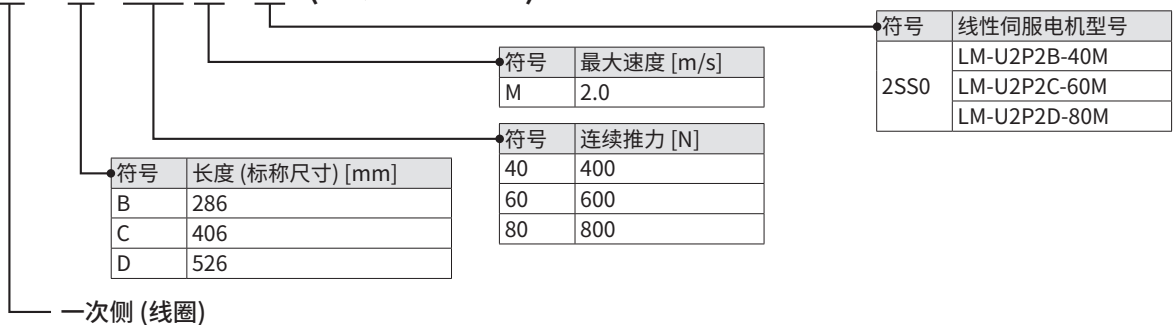 符号 线性伺服电机型号
2SS0 LM-U2P2B-40M
LM-U2P2C-60M
LM-U2P2D-80M
符号 最大速度 [m/s]
M 2.0
符号 连续推力 [N]
40 400
60 600
80 800
符号 长度 (标称尺寸) [mm]
B 286
C 406
D 526
一次侧 (线圈)